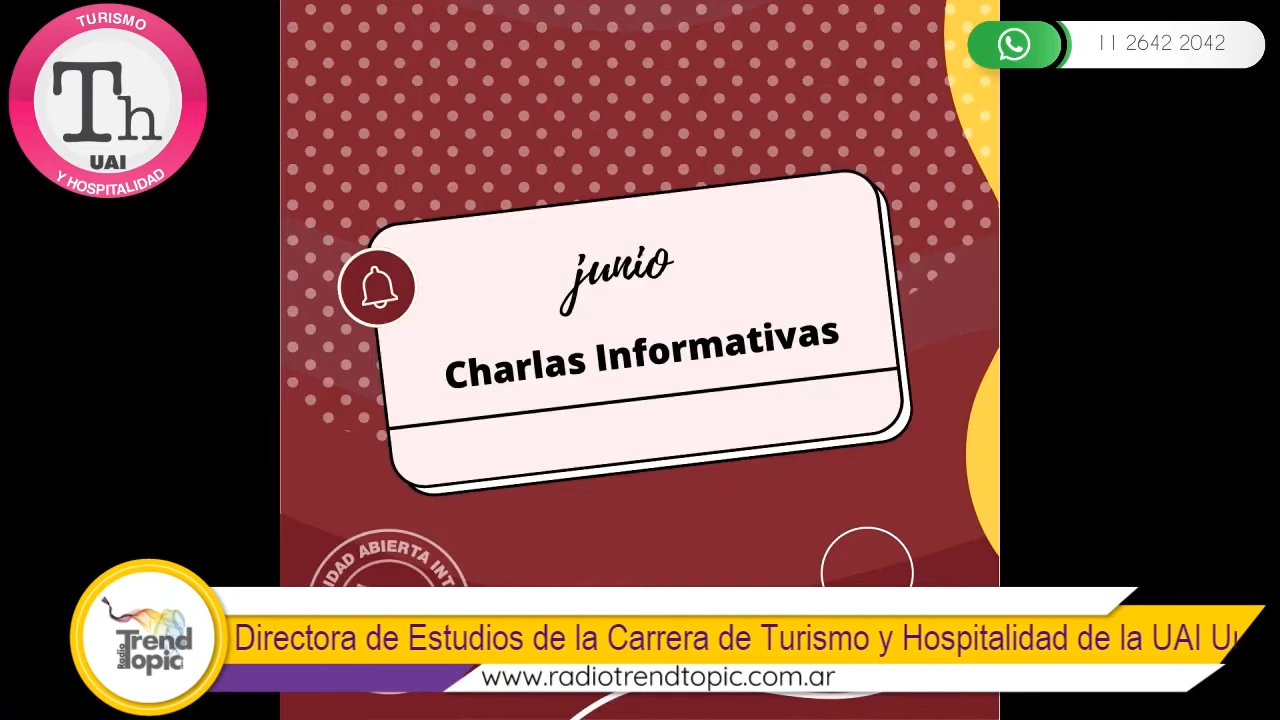 TURISMO
Th
UAI
Y HOSPITALIDAD
11 2642 2042
junio
Charlas Informativas
ABIERTA
Radio
Trend
Topic
Directora de Estudios de la Carrera de Turismo y Hospitalidad de la UAI
www.radiotrendtopic.com.ar